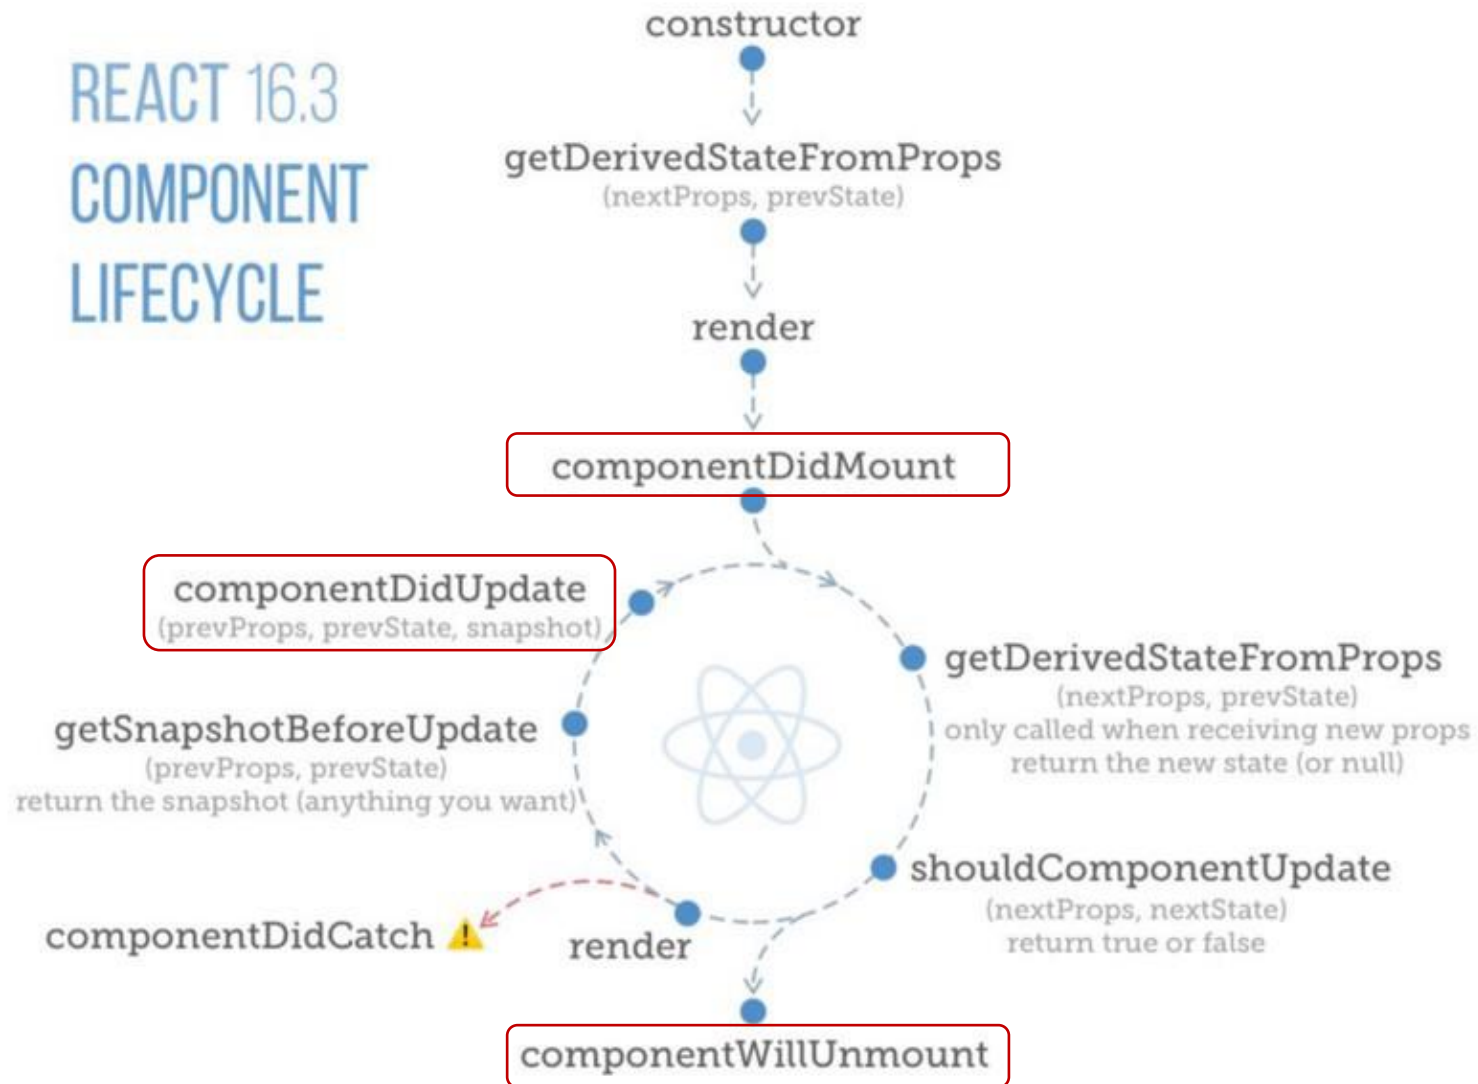 REACT 16.3
COMPONENT
LIFECYCLE
constructor
getDerivedStateFromProps
(nextProps, prevState)
render
componentDidMount
componentDidUpdate
(prevProps, prevState, snapshot)
getDerivedStateFromProps
(nextProps, prevState)
only called when receiving new props
return the new state (or null)
getSnapshotBeforeUpdate
(prevProps, prevState)
return the snapshot (anything you want)
shouldComponentUpdate
(nextProps, nextState)
return true or false
componentDidCatch
render
componentWillUnmount